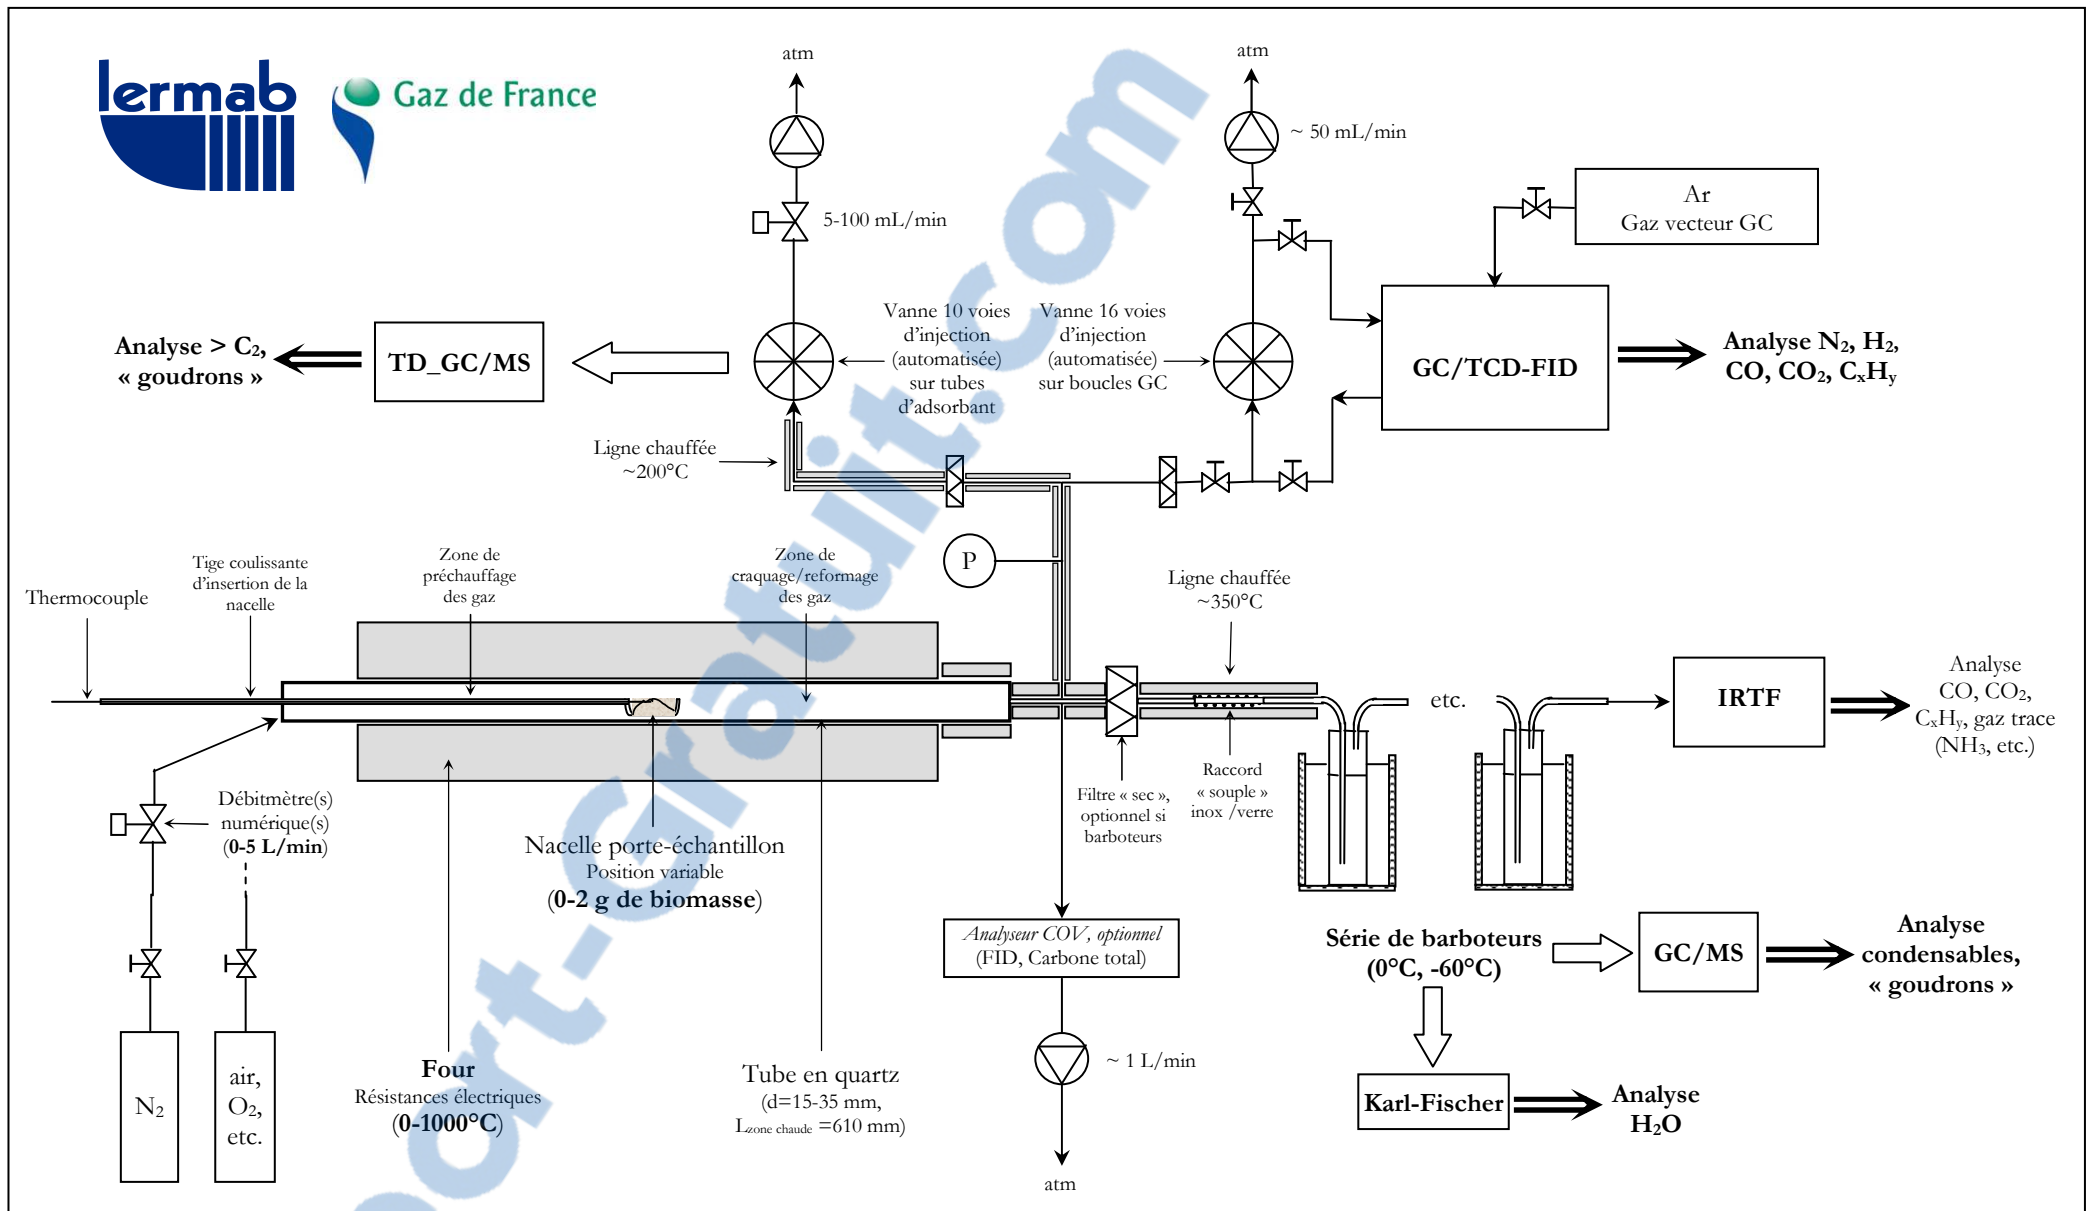 lermab
Gaz de France
atm
atm
~ 50 mL/min
5-100 mL/min
Ar
Gaz vecteur GC
Analyse > C₂,
« goudrons »
TD_GC/MS
Vanne 10 voies
d’injection
(automatisée)
sur tubes
d’adsorbant
Vanne 16 voies
d’injection
(automatisée)
sur boucles GC
GC/TCD-FID
Analyse N₂, H₂,
CO, CO₂, CₓHᵧ
Ligne chauffée
~200°C
Thermocouple
Tige coulissante
d’insertion de la
nacelle
Zone de
préchauffage
des gaz
Zone de
craquage/reformage
des gaz
P
Ligne chauffée
~350°C
etc.
IRTF
Analyse
CO, CO₂,
CₓHᵧ, gaz trace
(NH₃, etc.)
Débitmètre(s)
numérique(s)
(0-5 L/min)
Nacelle porte-échantillon
Position variable
(0-2 g de biomasse)
Filtre « sec »,
optionnel si
barboteurs
Raccord
« souple »
inox /verre
Analyseur COV, optionnel
(FID, Carbone total)
Série de barboteurs
(0°C, -60°C)
GC/MS
Analyse
condensables,
« goudrons »
N₂
air,
O₂,
etc.
Four
Résistances électriques
(0-1000°C)
Tube en quartz
(d=15-35 mm,
Lzone chaude =610 mm)
~ 1 L/min
Karl-Fischer
Analyse
H₂O
atm
ort-Gratuit.com